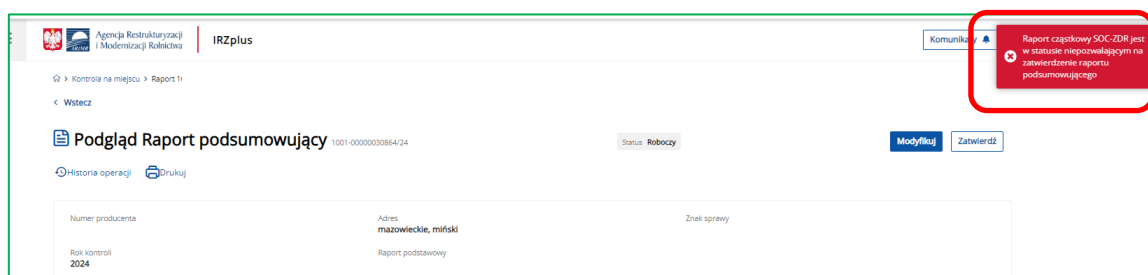 Agencja Restrukturyzacji
i Modernizacji Rolnictwa
IRZplus
Komunikaty
Raport cząstkowy SOC-ZDR jest
w statusie niepozwalającym na
zatwierdzenie raportu
podsumowującego
> Kontrola na miejscu > Raport
< Wstecz
Podgląd Raport podsumowujący 1001-00000030864/24
Status Roboczy
Modyfikuj
Zatwierdź
Historia operacji
Drukuj
Numer producenta
Adres
Znak sprawy
mazowieckie, miński
Rok kontroli
Raport podstawowy
2024